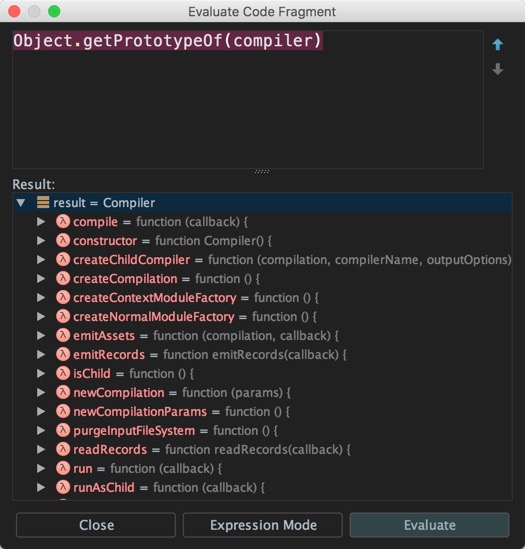 Evaluate Code Fragment
Object.getPrototypeOf(compiler)
Result:
result = Compiler
λ compile = function (callback) {
λ constructor = function Compiler() {
λ createChildCompiler = function (compilation, compilerName, outputOptions)
λ createCompilation = function () {
λ createContextModuleFactory = function () {
λ createNormalModuleFactory = function () {
λ emitAssets = function (compilation, callback) {
λ emitRecords = function emitRecords(callback) {
λ isChild = function () {
λ newCompilation = function (params) {
λ newCompilationParams = function () {
λ purgeInputFileSystem = function () {
λ readRecords = function readRecords(callback) {
λ run = function (callback) {
λ runAsChild = function (callback) {
Close Expression Mode Evaluate